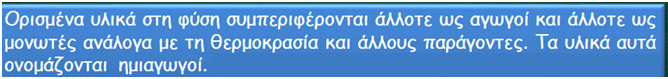 Ορισμένα υλικά στη φύση συμπεριφέρονται άλλοτε ως αγωγοί και άλλοτε ως
μονωτές ανάλογα με τη θερμοκρασία και άλλους παράγοντες. Τα υλικά αυτά
ονομάζονται ημιαγωγοί.